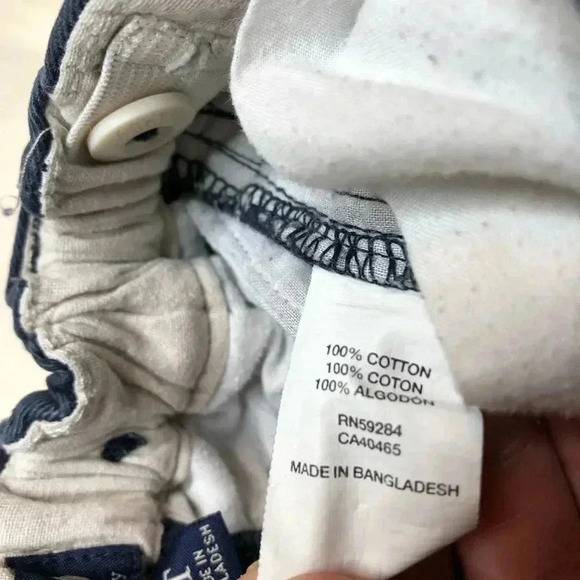 100% COTTON
100% COTON
100% ALGODON
RN59284
CA40465
MADE IN BANGLADESH